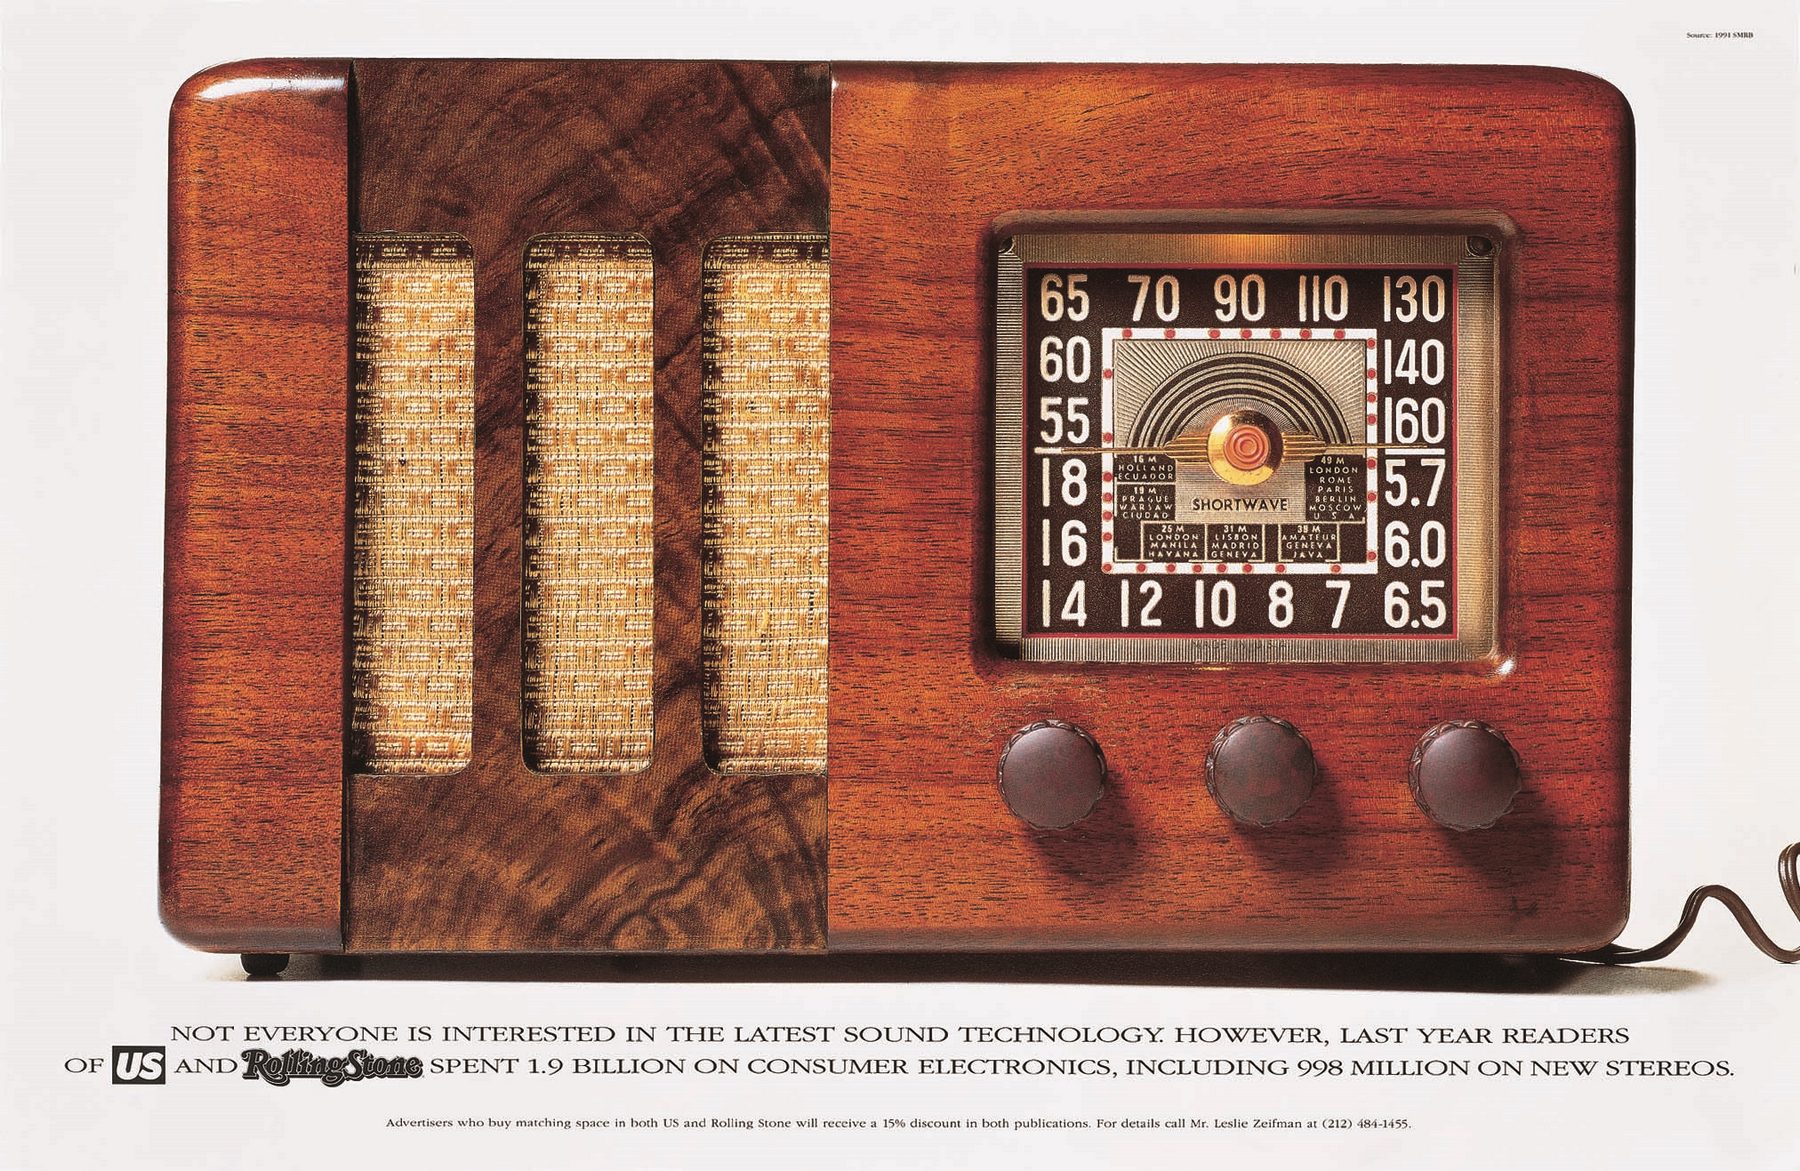 Source: 1991 SMRB
65 70 90 110 130
60 140
55 160
18 5.7
16 6.0
14 12 10 8 7 6.5
16 M
HOLLAND
ECUADOR
19 M
PRAGUE
WARSAW
CIUDAD
49 M
LONDON
ROME
PARIS
BERLIN
MOSCOW
U. S. A.
SHORTWAVE
25 M
LONDON
MANILA
HAVANA
31 M
LISBON
MADRID
GENEVA
AMATEUR
GENEVA
JAVA
NOT EVERYONE IS INTERESTED IN THE LATEST SOUND TECHNOLOGY. HOWEVER, LAST YEAR READERS
OF US AND RollingStone SPENT 1.9 BILLION ON CONSUMER ELECTRONICS, INCLUDING 998 MILLION ON NEW STEREOS.
Advertisers who buy matching space in both US and Rolling Stone will receive a 15% discount in both publications. For details call Mr. Leslie Zeifman at (212) 484-1455.